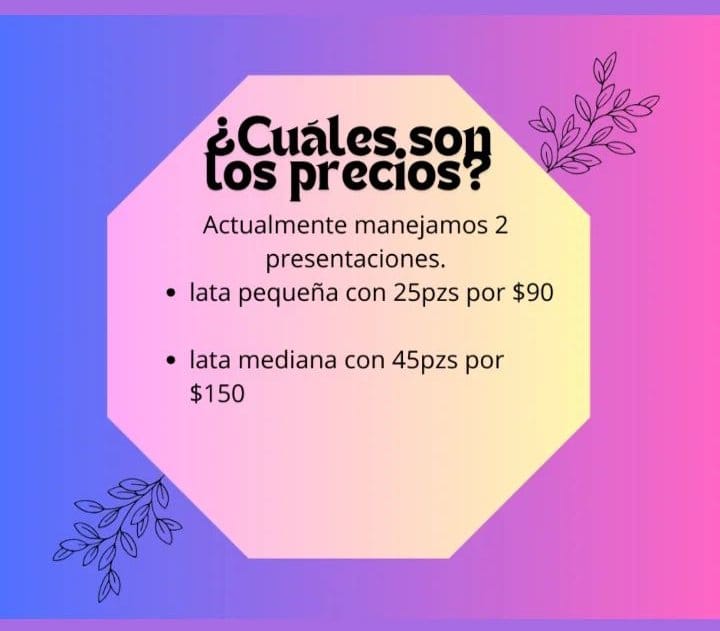 ¿Cuáles son
los precios?
Actualmente manejamos 2
presentaciones.
• lata pequeña con 25pzs por $90
• lata mediana con 45pzs por
$150